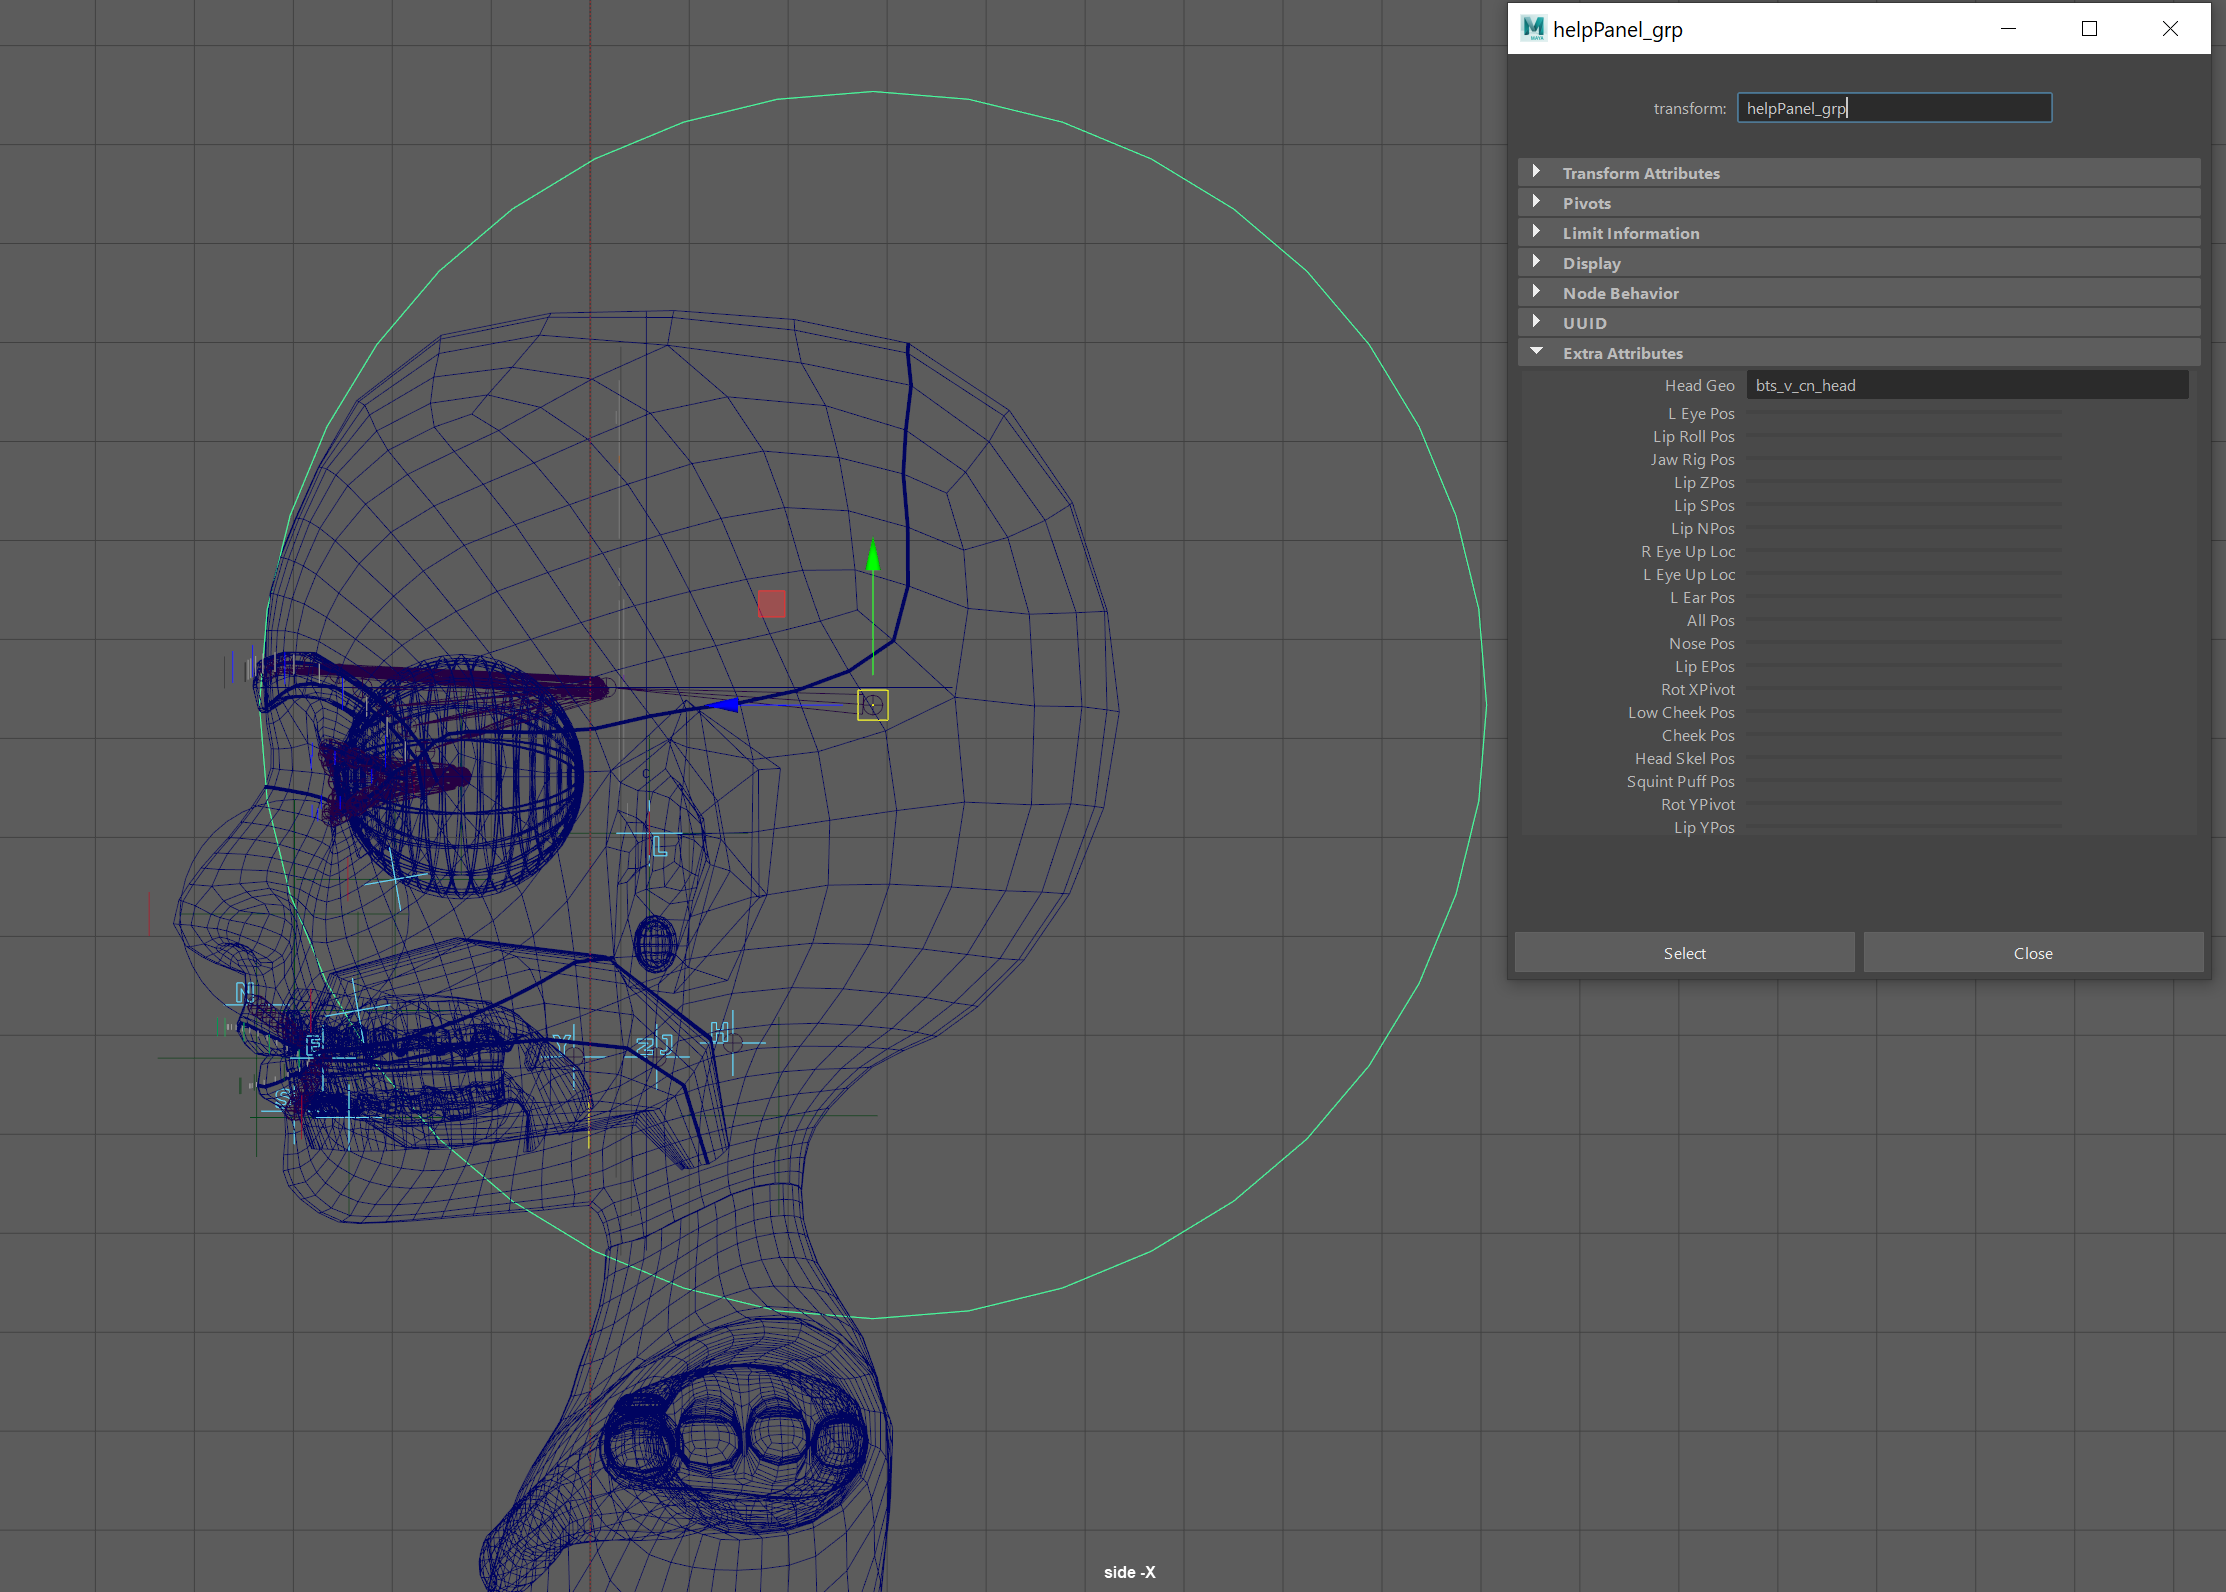 helpPanel_grp
transform: helpPanel_grp
Transform Attributes
Pivots
Limit Information
Display
Node Behavior
UUID
Extra Attributes
Head Geo bts_v_cn_head
L Eye Pos
Lip Roll Pos
Jaw Rig Pos
Lip ZPos
Lip SPos
Lip NPos
R Eye Up Loc
L Eye Up Loc
L Ear Pos
All Pos
Nose Pos
Lip EPos
Rot XPivot
Low Cheek Pos
Cheek Pos
Head Skel Pos
Squint Puff Pos
Rot YPivot
Lip YPos
Select Close
L
N
E
Y
ZJ
H
S
side -X